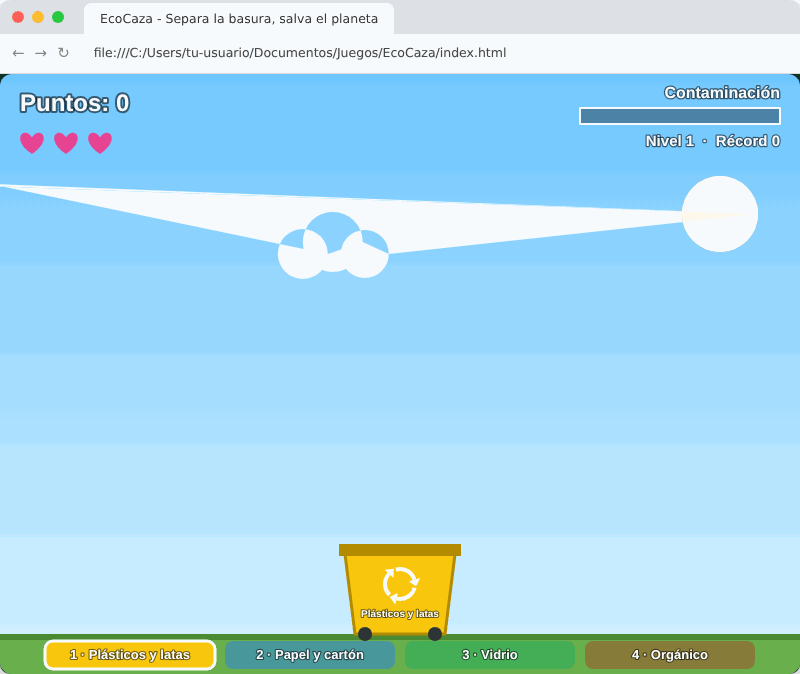 EcoCaza - Separa la basura, salva el planeta
file:///C:/Users/tu-usuario/Documentos/Juegos/EcoCaza/index.html
Puntos: 0
Contaminación
Nivel 1 · Récord 0
Plásticos y latas
1 · Plásticos y latas
2 · Papel y cartón
3 · Vidrio
4 · Orgánico